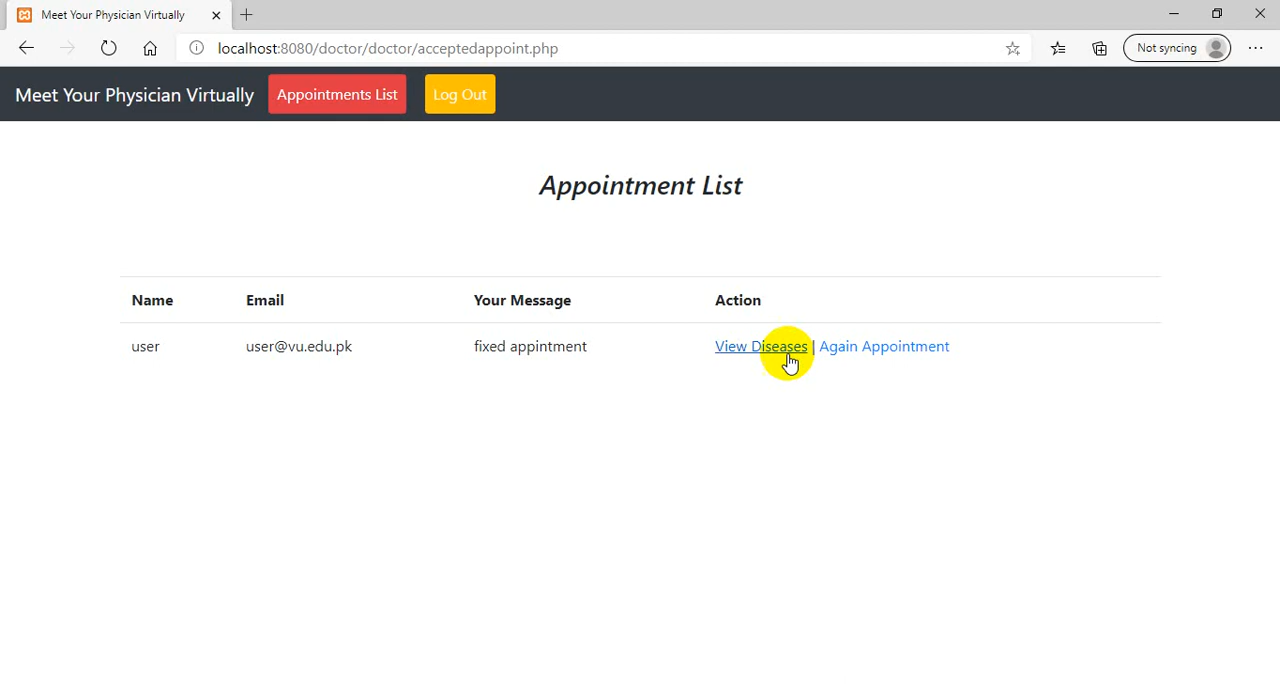 Meet Your Physician Virtually
localhost:8080/doctor/doctor/acceptedappoint.php
Not syncing
Meet Your Physician Virtually Appointments List Log Out
Appointment List
Name Email Your Message Action
user user@vu.edu.pk fixed appintment View Diseases | Again Appointment